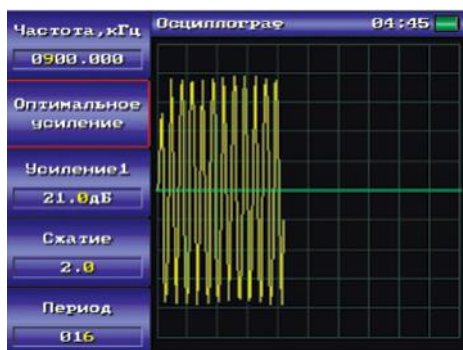 Частота,кГц
0900.000
Оптимальное
усиление
Усиление1
21.0дБ
Сжатие
2.0
Период
016
Осциллограф 04:45